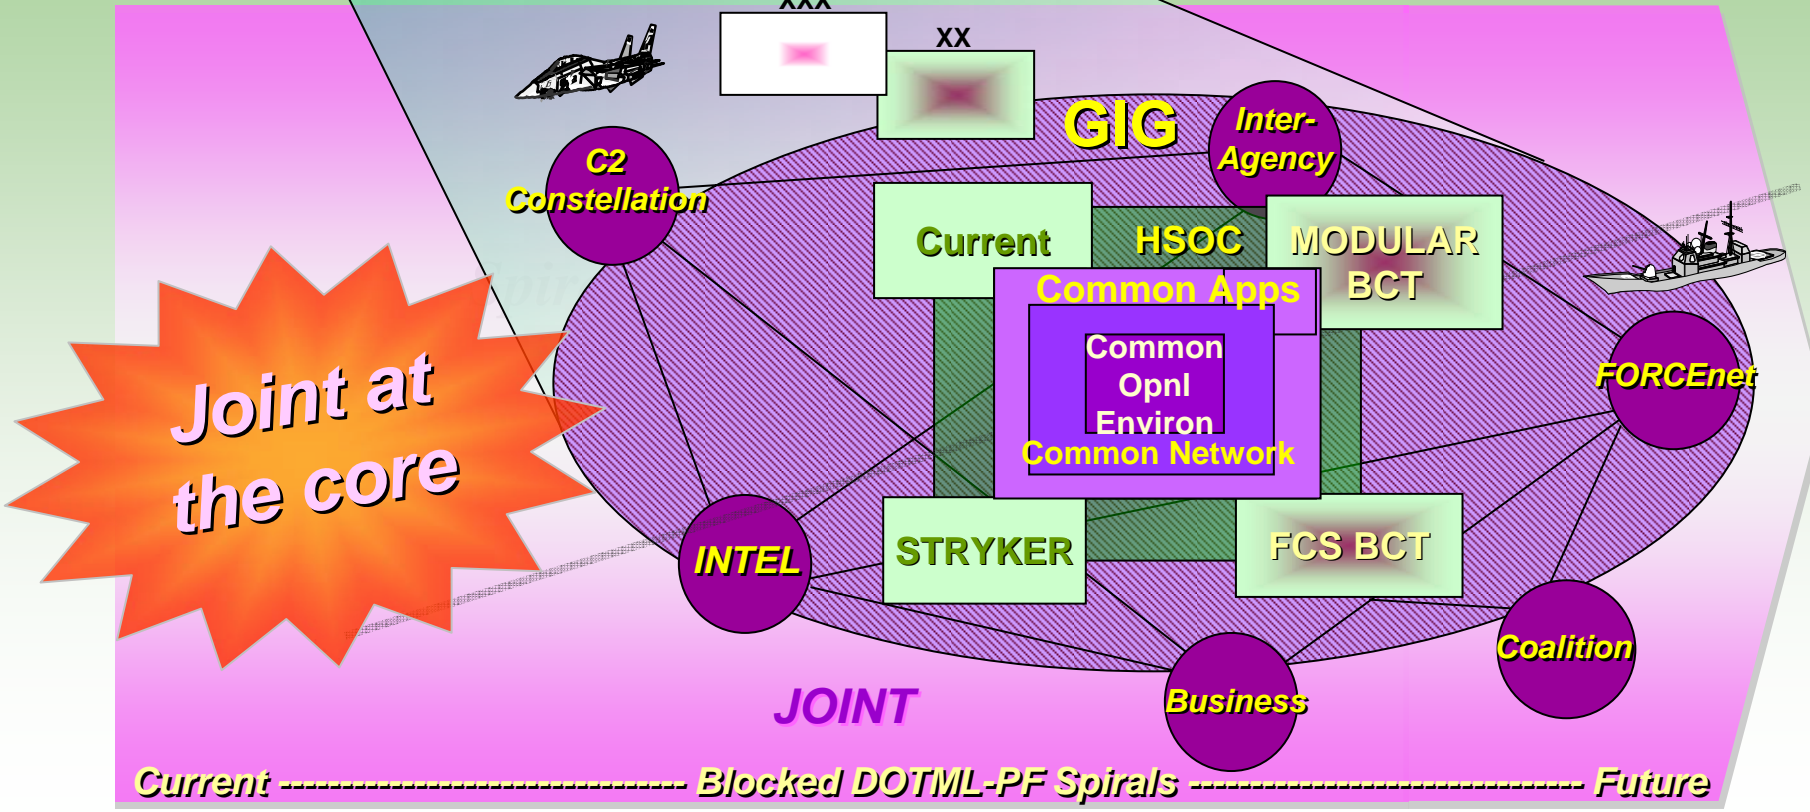 XXX
XX
GIG
Inter-
Agency
C2
Constellation
Current
HSOC
MODULAR
BCT
Common Apps
Common
Opnl
Environ
Common Network
FORCEnet
Joint at
the core
INTEL
STRYKER
FCS BCT
Coalition
Business
JOINT
Current -------------------------------- Blocked DOTML-PF Spirals ------------------------------- Future